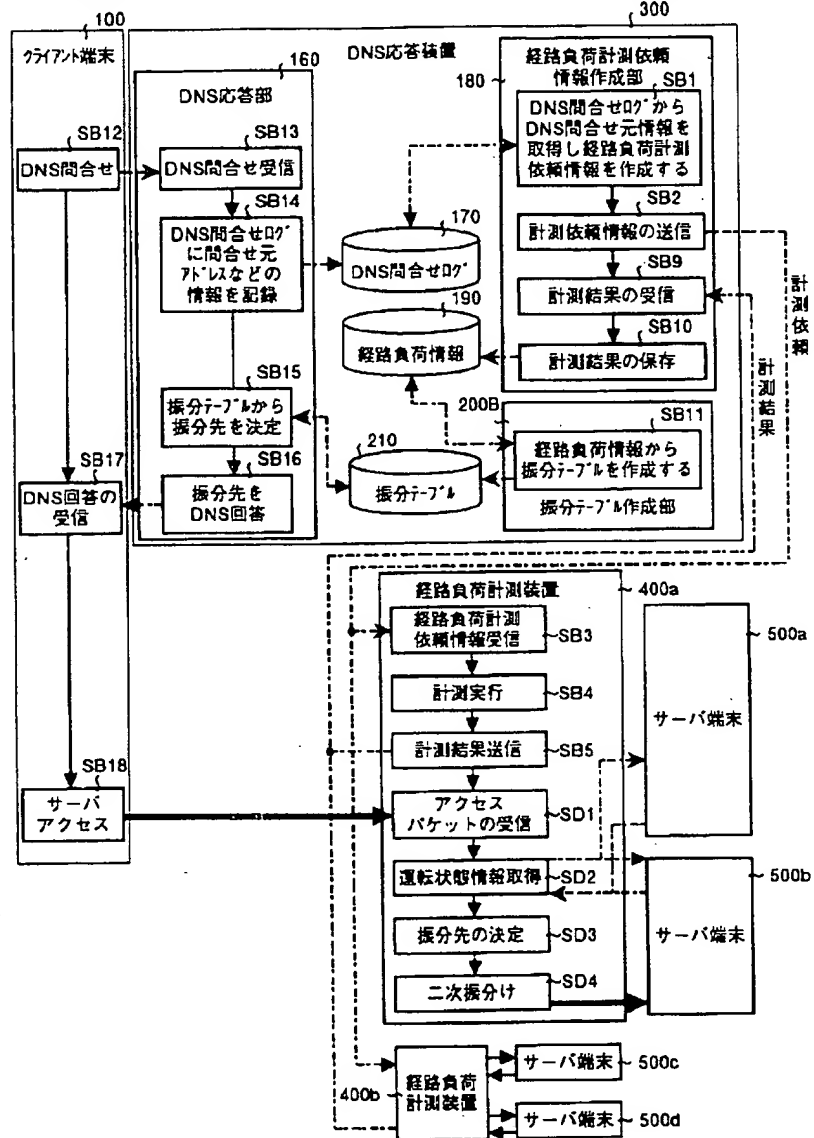 100
300
クライアント端末
DNS応答装置
160
DNS応答部
180
経路負荷計測依頼
情報作成部
SB1
DNS問合せログから
DNS問合せ元情報を
取得し経路負荷計測
依頼情報を作成する
SB12
DNS問合せ
SB13
DNS問合せ受信
SB14
DNS問合せログ
に問合せ元
アドレスなどの
情報を記録
170
DNS問合せログ
SB2
計測依頼情報の送信
SB9
計測結果の受信
SB10
計測結果の保存
計測依頼
計測結果
190
経路負荷情報
SB15
振分テーブルから
振分先を決定
200B
SB11
経路負荷情報から
振分テーブルを作成する
振分テーブル作成部
210
振分テーブル
SB16
振分先を
DNS回答
SB17
DNS回答の
受信
経路負荷計測装置
400a
経路負荷計測
依頼情報受信
SB3
計測実行
SB4
計測結果送信
SB5
SB18
サーバ
アクセス
アクセス
パケットの受信
SD1
運転状態情報取得
SD2
振分先の決定
SD3
二次振分け
SD4
500a
サーバ端末
500b
サーバ端末
400b
経路負荷
計測装置
サーバ端末
500c
サーバ端末
500d